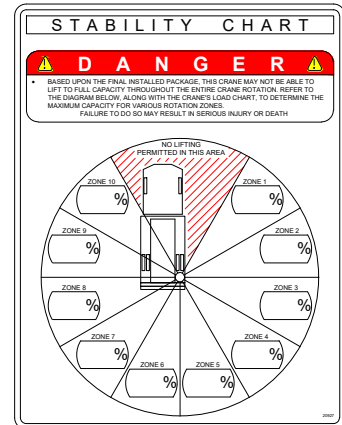 STABILITY CHART
DANGER
• BASED UPON THE FINAL INSTALLED PACKAGE, THIS CRANE MAY NOT BE ABLE TO
LIFT TO FULL CAPACITY THROUGHOUT THE ENTIRE CRANE ROTATION. REFER TO
THE DIAGRAM BELOW, ALONG WITH THE CRANE'S LOAD CHART, TO DETERMINE THE
MAXIMUM CAPACITY FOR VARIOUS ROTATION ZONES.
FAILURE TO DO SO MAY RESULT IN SERIOUS INJURY OR DEATH
NO LIFTING
PERMITTED IN THIS AREA
ZONE 10
%
ZONE 1
%
ZONE 9
%
ZONE 2
%
ZONE 8
%
ZONE 3
%
ZONE 7
%
ZONE 4
%
ZONE 6
%
ZONE 5
%